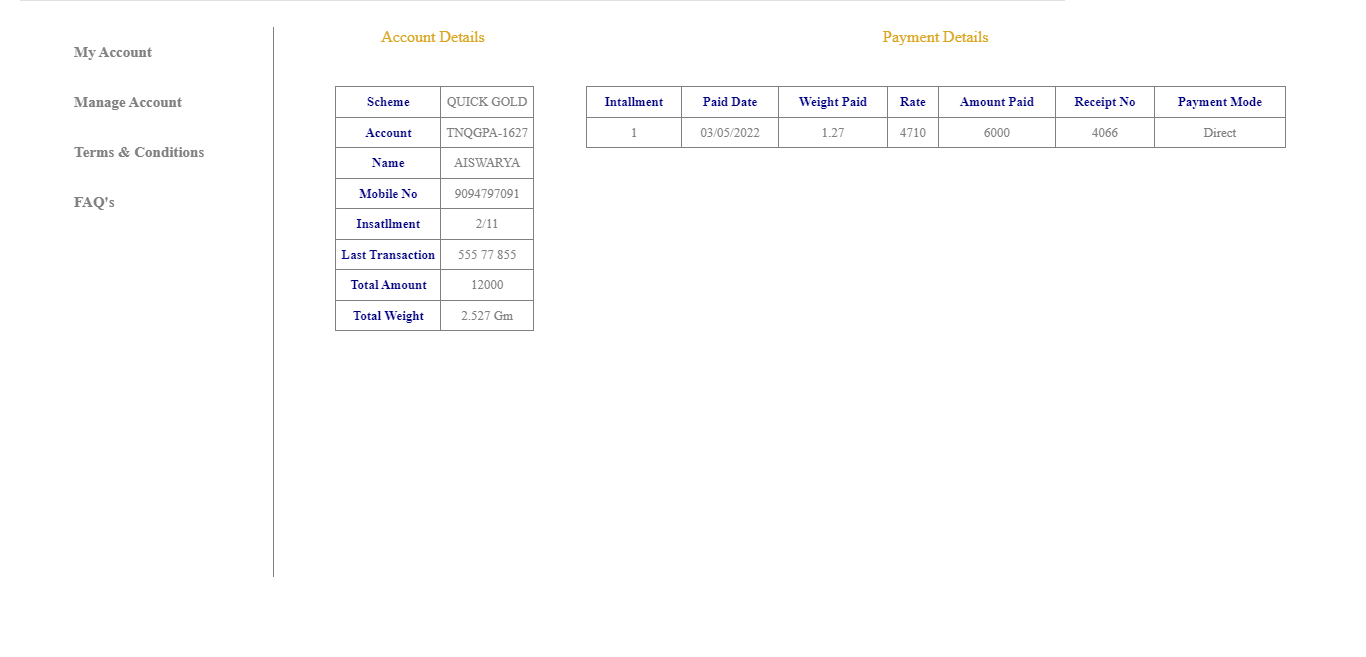 My Account
Manage Account
Terms & Conditions
FAQ's
Account Details
Scheme QUICK GOLD
Account TNQGPA-1627
Name AISWARYA
Mobile No 9094797091
Insatllment 2/11
Last Transaction 555 77 855
Total Amount 12000
Total Weight 2.527 Gm
Payment Details
Intallment Paid Date Weight Paid Rate Amount Paid Receipt No Payment Mode
1 03/05/2022 1.27 4710 6000 4066 Direct